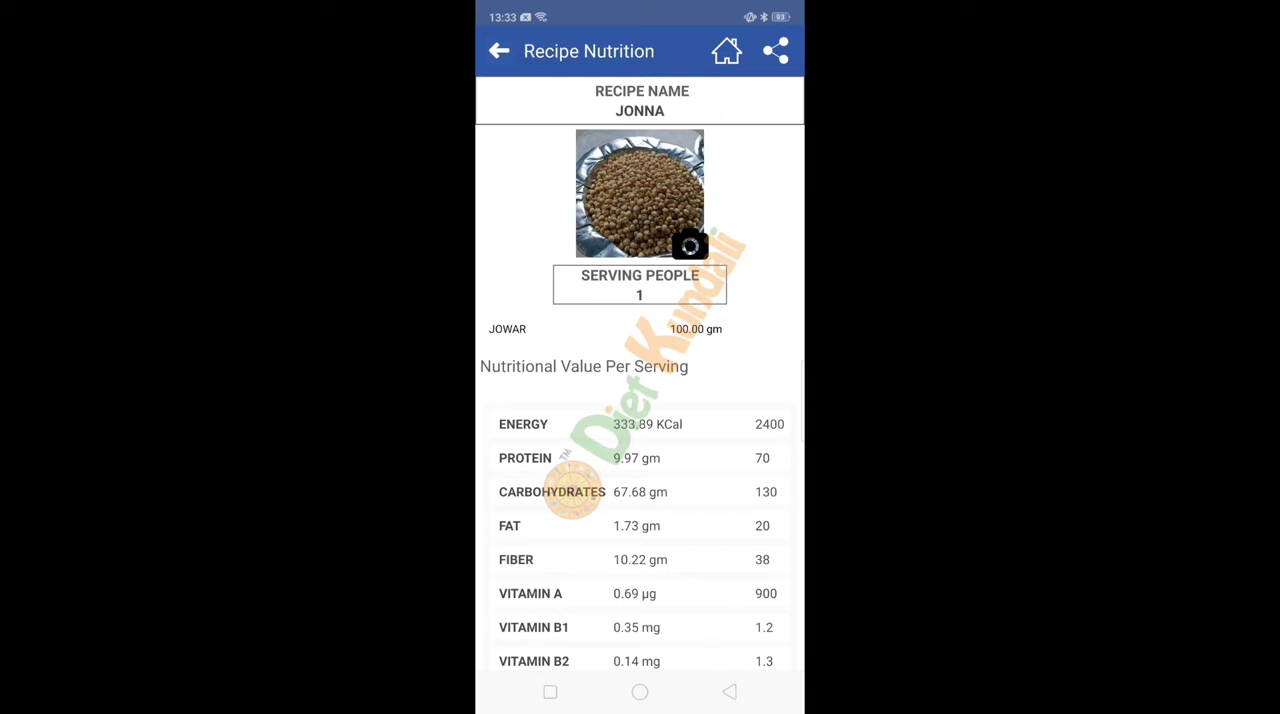 13:33
93
Recipe Nutrition
RECIPE NAME
JONNA
SERVING PEOPLE
1
JOWAR 100.00 gm
Nutritional Value Per Serving
ENERGY 333.89 KCal 2400
PROTEIN 9.97 gm 70
CARBOHYDRATES 67.68 gm 130
FAT 1.73 gm 20
FIBER 10.22 gm 38
VITAMIN A 0.69 µg 900
VITAMIN B1 0.35 mg 1.2
VITAMIN B2 0.14 mg 1.3
Diet Kundali
TM